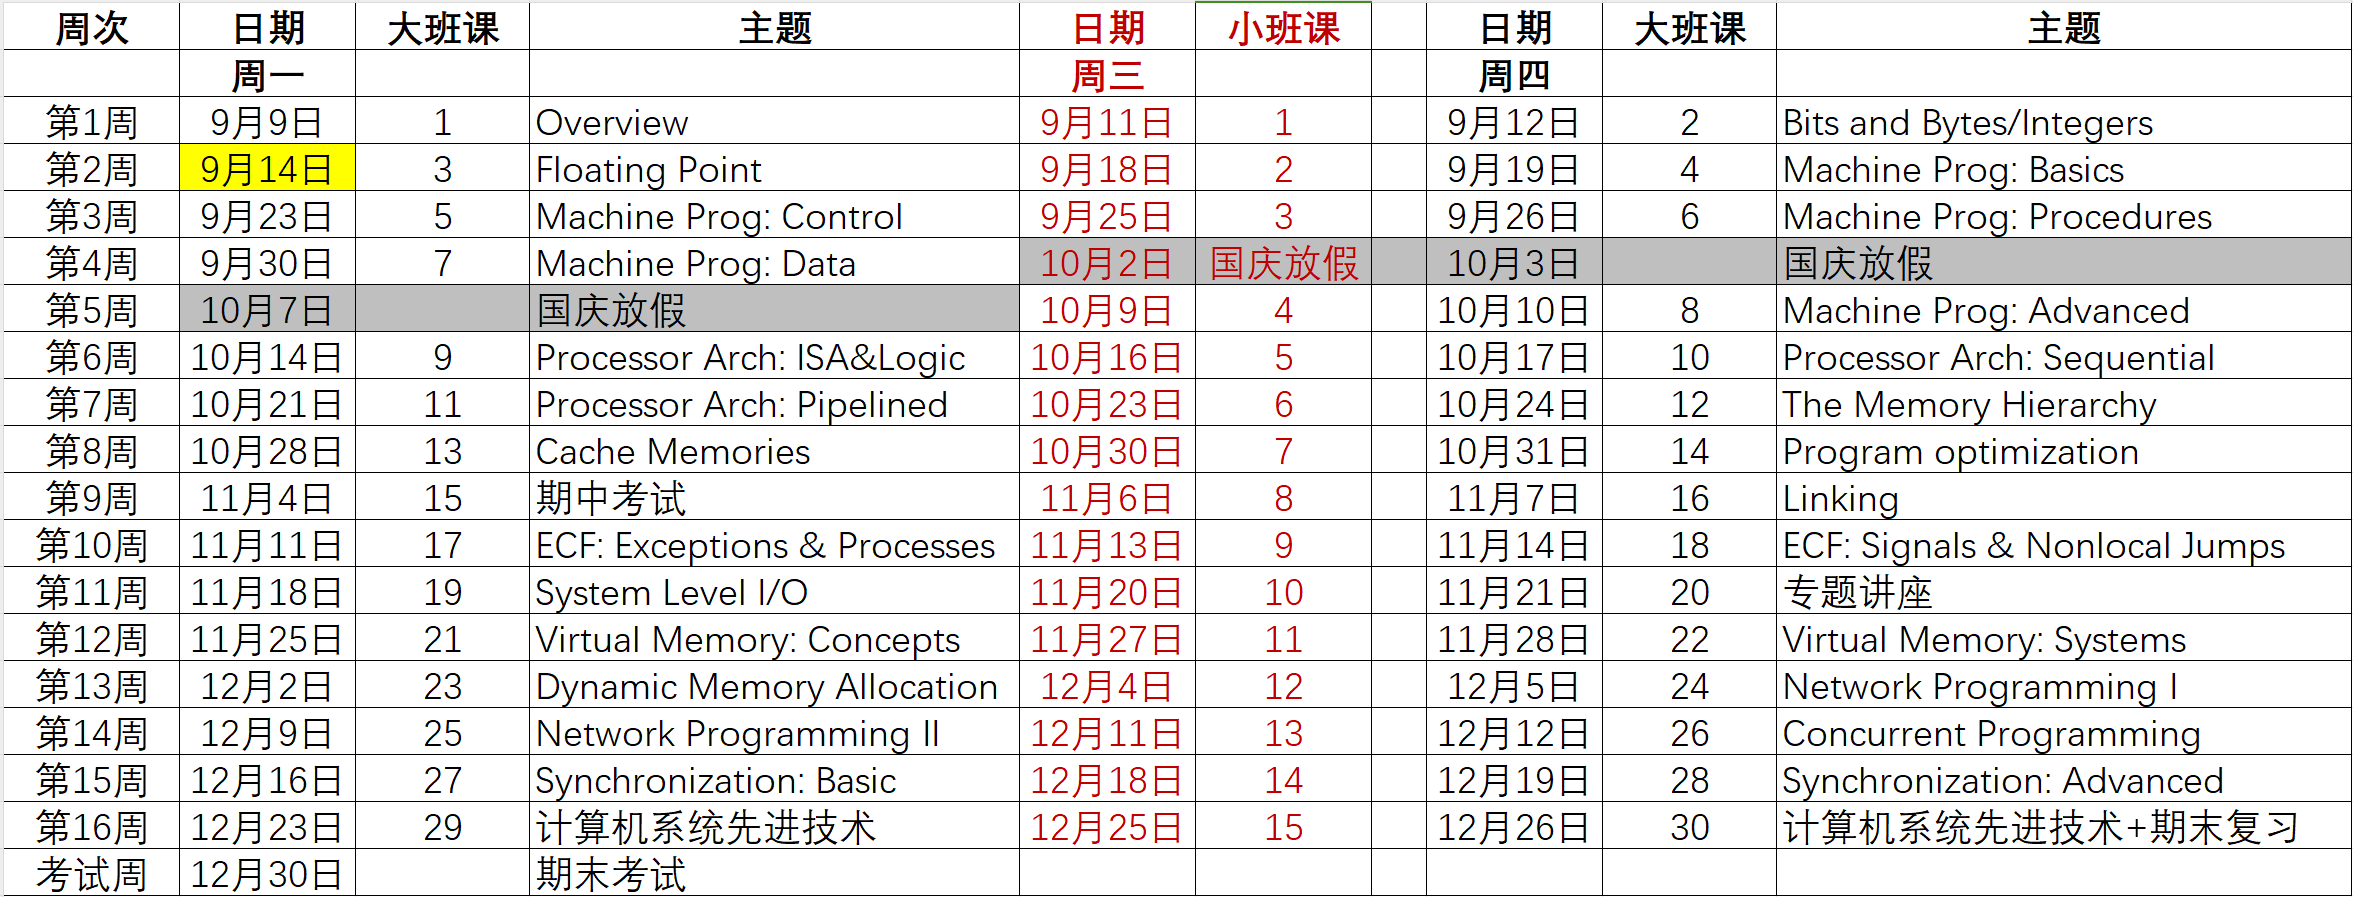 周次 日期 大班课 主题 日期 小班课 日期 大班课 主题
周一 周三 周四
第1周 9月9日 1 Overview 9月11日 1 9月12日 2 Bits and Bytes/Integers
第2周 9月14日 3 Floating Point 9月18日 2 9月19日 4 Machine Prog: Basics
第3周 9月23日 5 Machine Prog: Control 9月25日 3 9月26日 6 Machine Prog: Procedures
第4周 9月30日 7 Machine Prog: Data 10月2日 国庆放假 10月3日 国庆放假
第5周 10月7日 国庆放假 10月9日 4 10月10日 8 Machine Prog: Advanced
第6周 10月14日 9 Processor Arch: ISA&Logic 10月16日 5 10月17日 10 Processor Arch: Sequential
第7周 10月21日 11 Processor Arch: Pipelined 10月23日 6 10月24日 12 The Memory Hierarchy
第8周 10月28日 13 Cache Memories 10月30日 7 10月31日 14 Program optimization
第9周 11月4日 15 期中考试 11月6日 8 11月7日 16 Linking
第10周 11月11日 17 ECF: Exceptions & Processes 11月13日 9 11月14日 18 ECF: Signals & Nonlocal Jumps
第11周 11月18日 19 System Level I/O 11月20日 10 11月21日 20 专题讲座
第12周 11月25日 21 Virtual Memory: Concepts 11月27日 11 11月28日 22 Virtual Memory: Systems
第13周 12月2日 23 Dynamic Memory Allocation 12月4日 12 12月5日 24 Network Programming I
第14周 12月9日 25 Network Programming II 12月11日 13 12月12日 26 Concurrent Programming
第15周 12月16日 27 Synchronization: Basic 12月18日 14 12月19日 28 Synchronization: Advanced
第16周 12月23日 29 计算机系统先进技术 12月25日 15 12月26日 30 计算机系统先进技术+期末复习
考试周 12月30日 期末考试